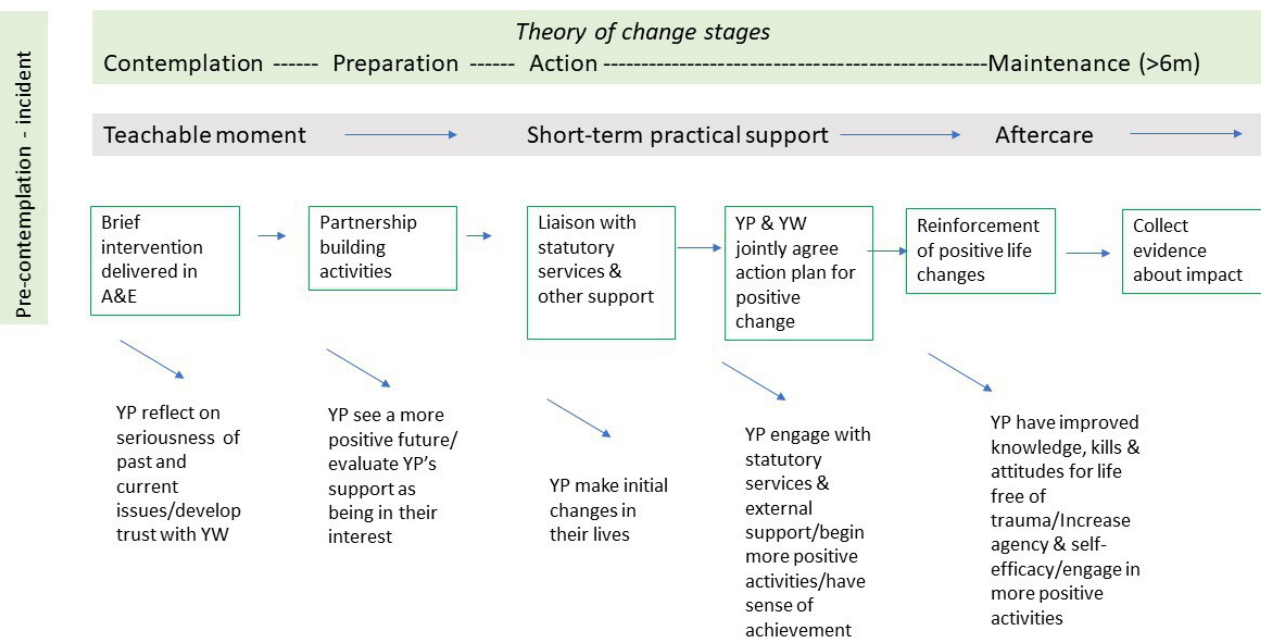 Pre-contemplation - incident
Theory of change stages
Contemplation ------ Preparation ------ Action -----------------------------------------------------Maintenance (>6m)
Teachable moment
Short-term practical support
Aftercare
Brief
intervention
delivered in
A&E
Partnership
building
activities
Liaison with
statutory
services &
other support
YP & YW
jointly agree
action plan for
positive
change
Reinforcement
of positive life
changes
Collect
evidence
about impact
YP reflect on
seriousness of
past and
current
issues/develop
trust with YW
YP see a more
positive future/
evaluate YP's
support as
being in their
interest
YP make initial
changes in
their lives
YP engage with
statutory
services &
external
support/begin
more positive
activities/have
sense of
achievement
YP have improved
knowledge, kills &
attitudes for life
free of
trauma/Increase
agency & self-
efficacy/engage in
more positive
activities